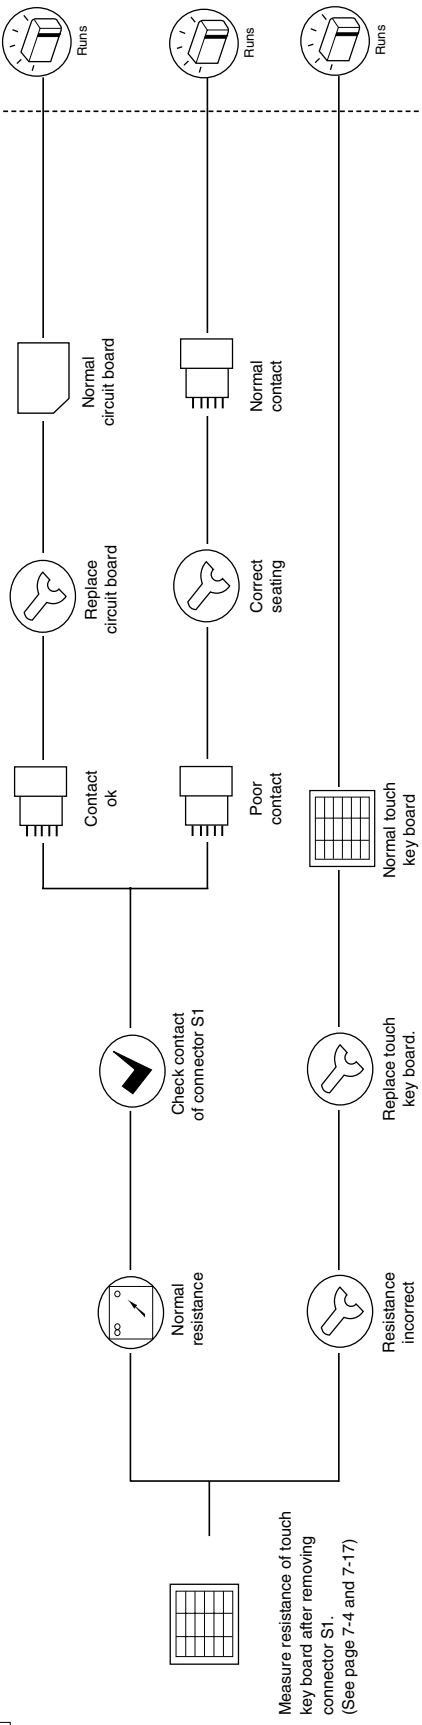 Measure resistance of touch
key board after removing
connector S1.
(See page 7-4 and 7-17)
Normal
resistance
Check contact
of connector S1
Contact
ok
Replace
circuit board
Normal
circuit board
Runs
Poor
contact
Correct
seating
Normal
contact
Runs
Resistance
incorrect
Replace touch
key board.
Normal touch
key board
Runs